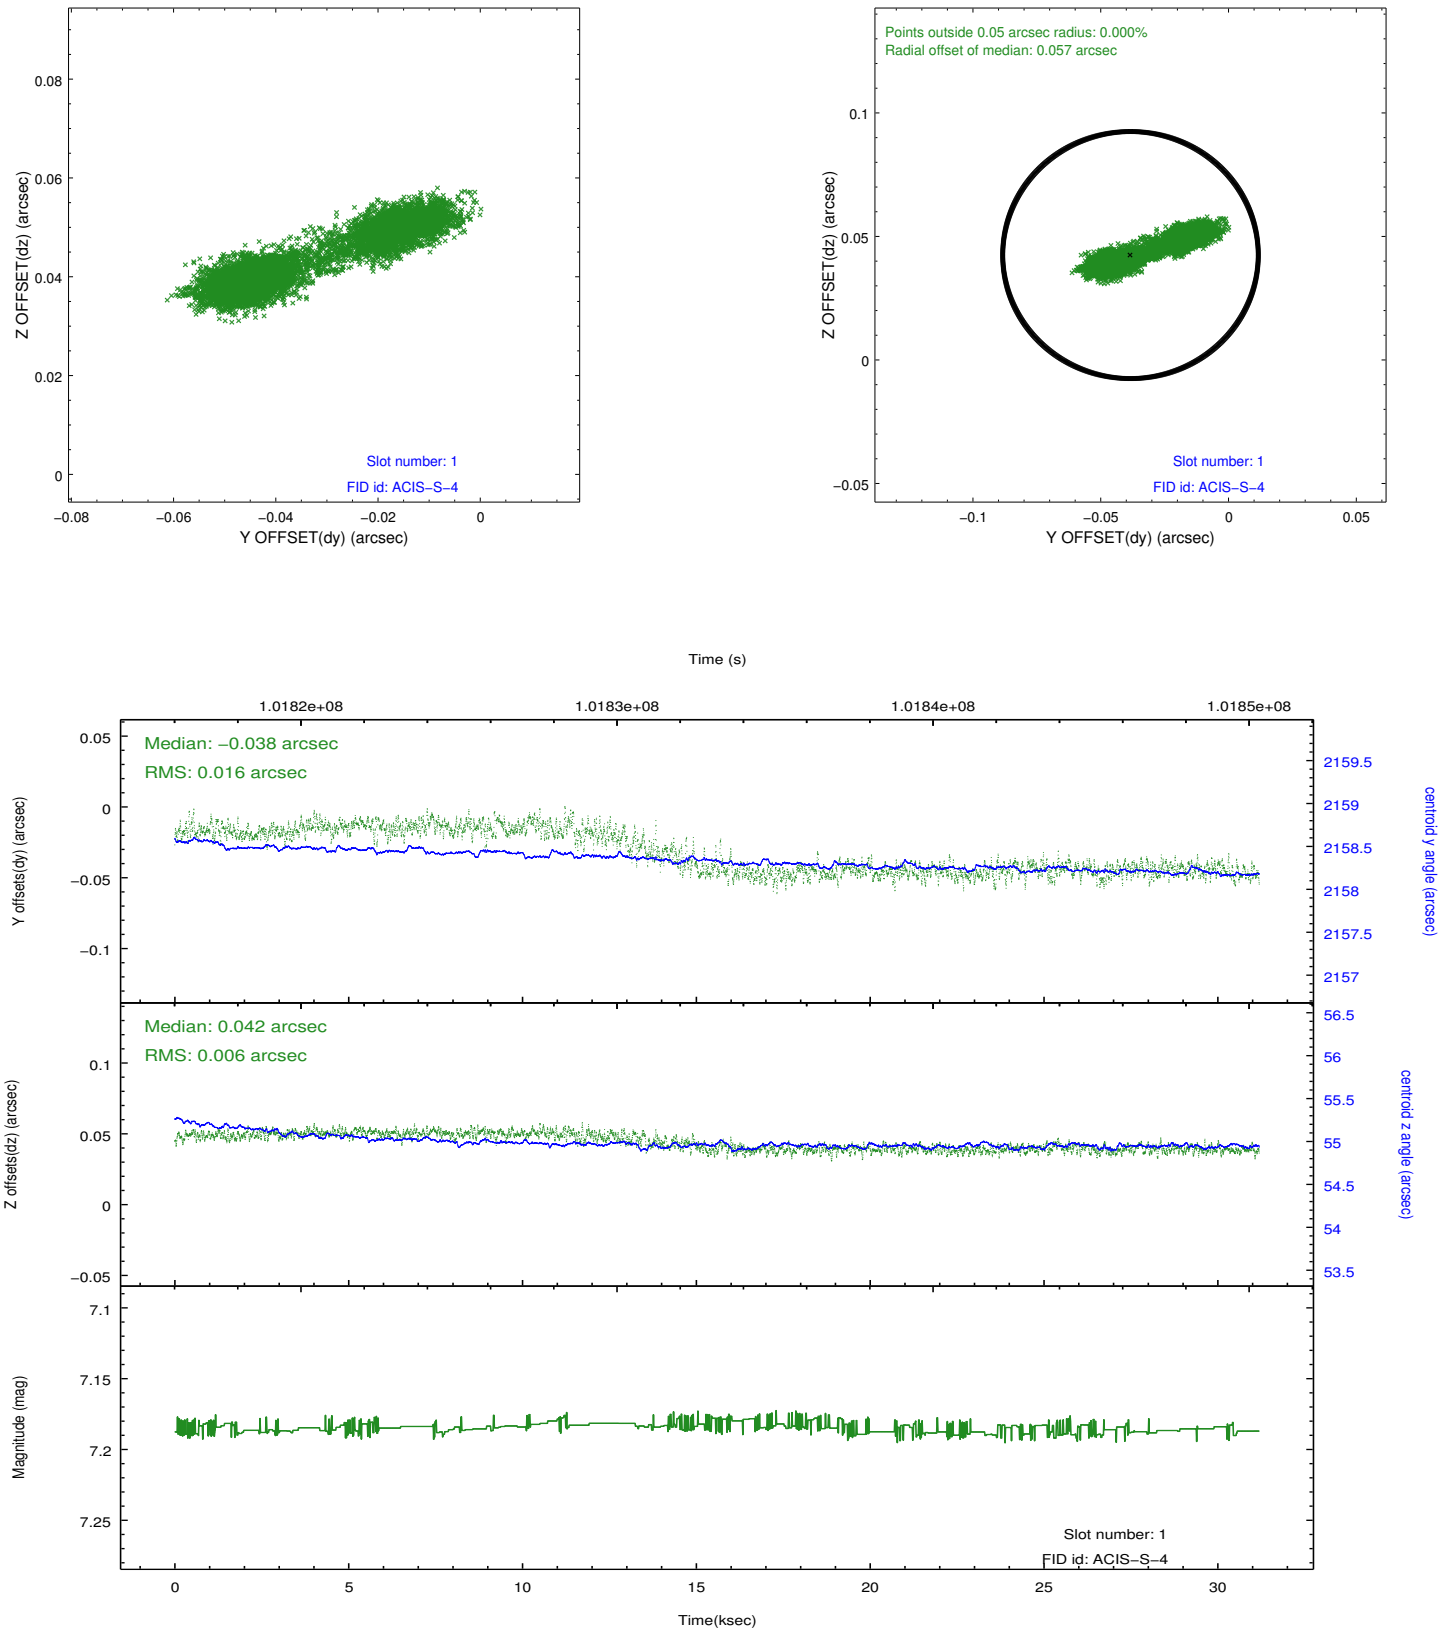 0.08
0.06
0.04
0.02
0
Z OFFSET(dz) (arcsec)
Slot number: 1
FID id: ACIS−S−4
−0.08
−0.06
−0.04
−0.02
0
Y OFFSET(dy) (arcsec)
Points outside 0.05 arcsec radius: 0.000%
Radial offset of median: 0.057 arcsec
0.1
0.05
0
−0.05
Z OFFSET(dz) (arcsec)
Slot number: 1
FID id: ACIS−S−4
−0.1
−0.05
0
0.05
Y OFFSET(dy) (arcsec)
Time (s)
1.0182e+08
1.0183e+08
1.0184e+08
1.0185e+08
Median: −0.038 arcsec
RMS: 0.016 arcsec
0.05
0
−0.05
−0.1
Y offsets(dy) (arcsec)
2159.5
2159
2158.5
2158
2157.5
2157
centroid y angle (arcsec)
Median: 0.042 arcsec
RMS: 0.006 arcsec
0.1
0.05
0
−0.05
Z offsets(dz) (arcsec)
56.5
56
55.5
55
54.5
54
53.5
centroid z angle (arcsec)
7.1
7.15
7.2
7.25
Magnitude (mag)
Slot number: 1
FID id: ACIS−S−4
0
5
10
15
20
25
30
Time(ksec)